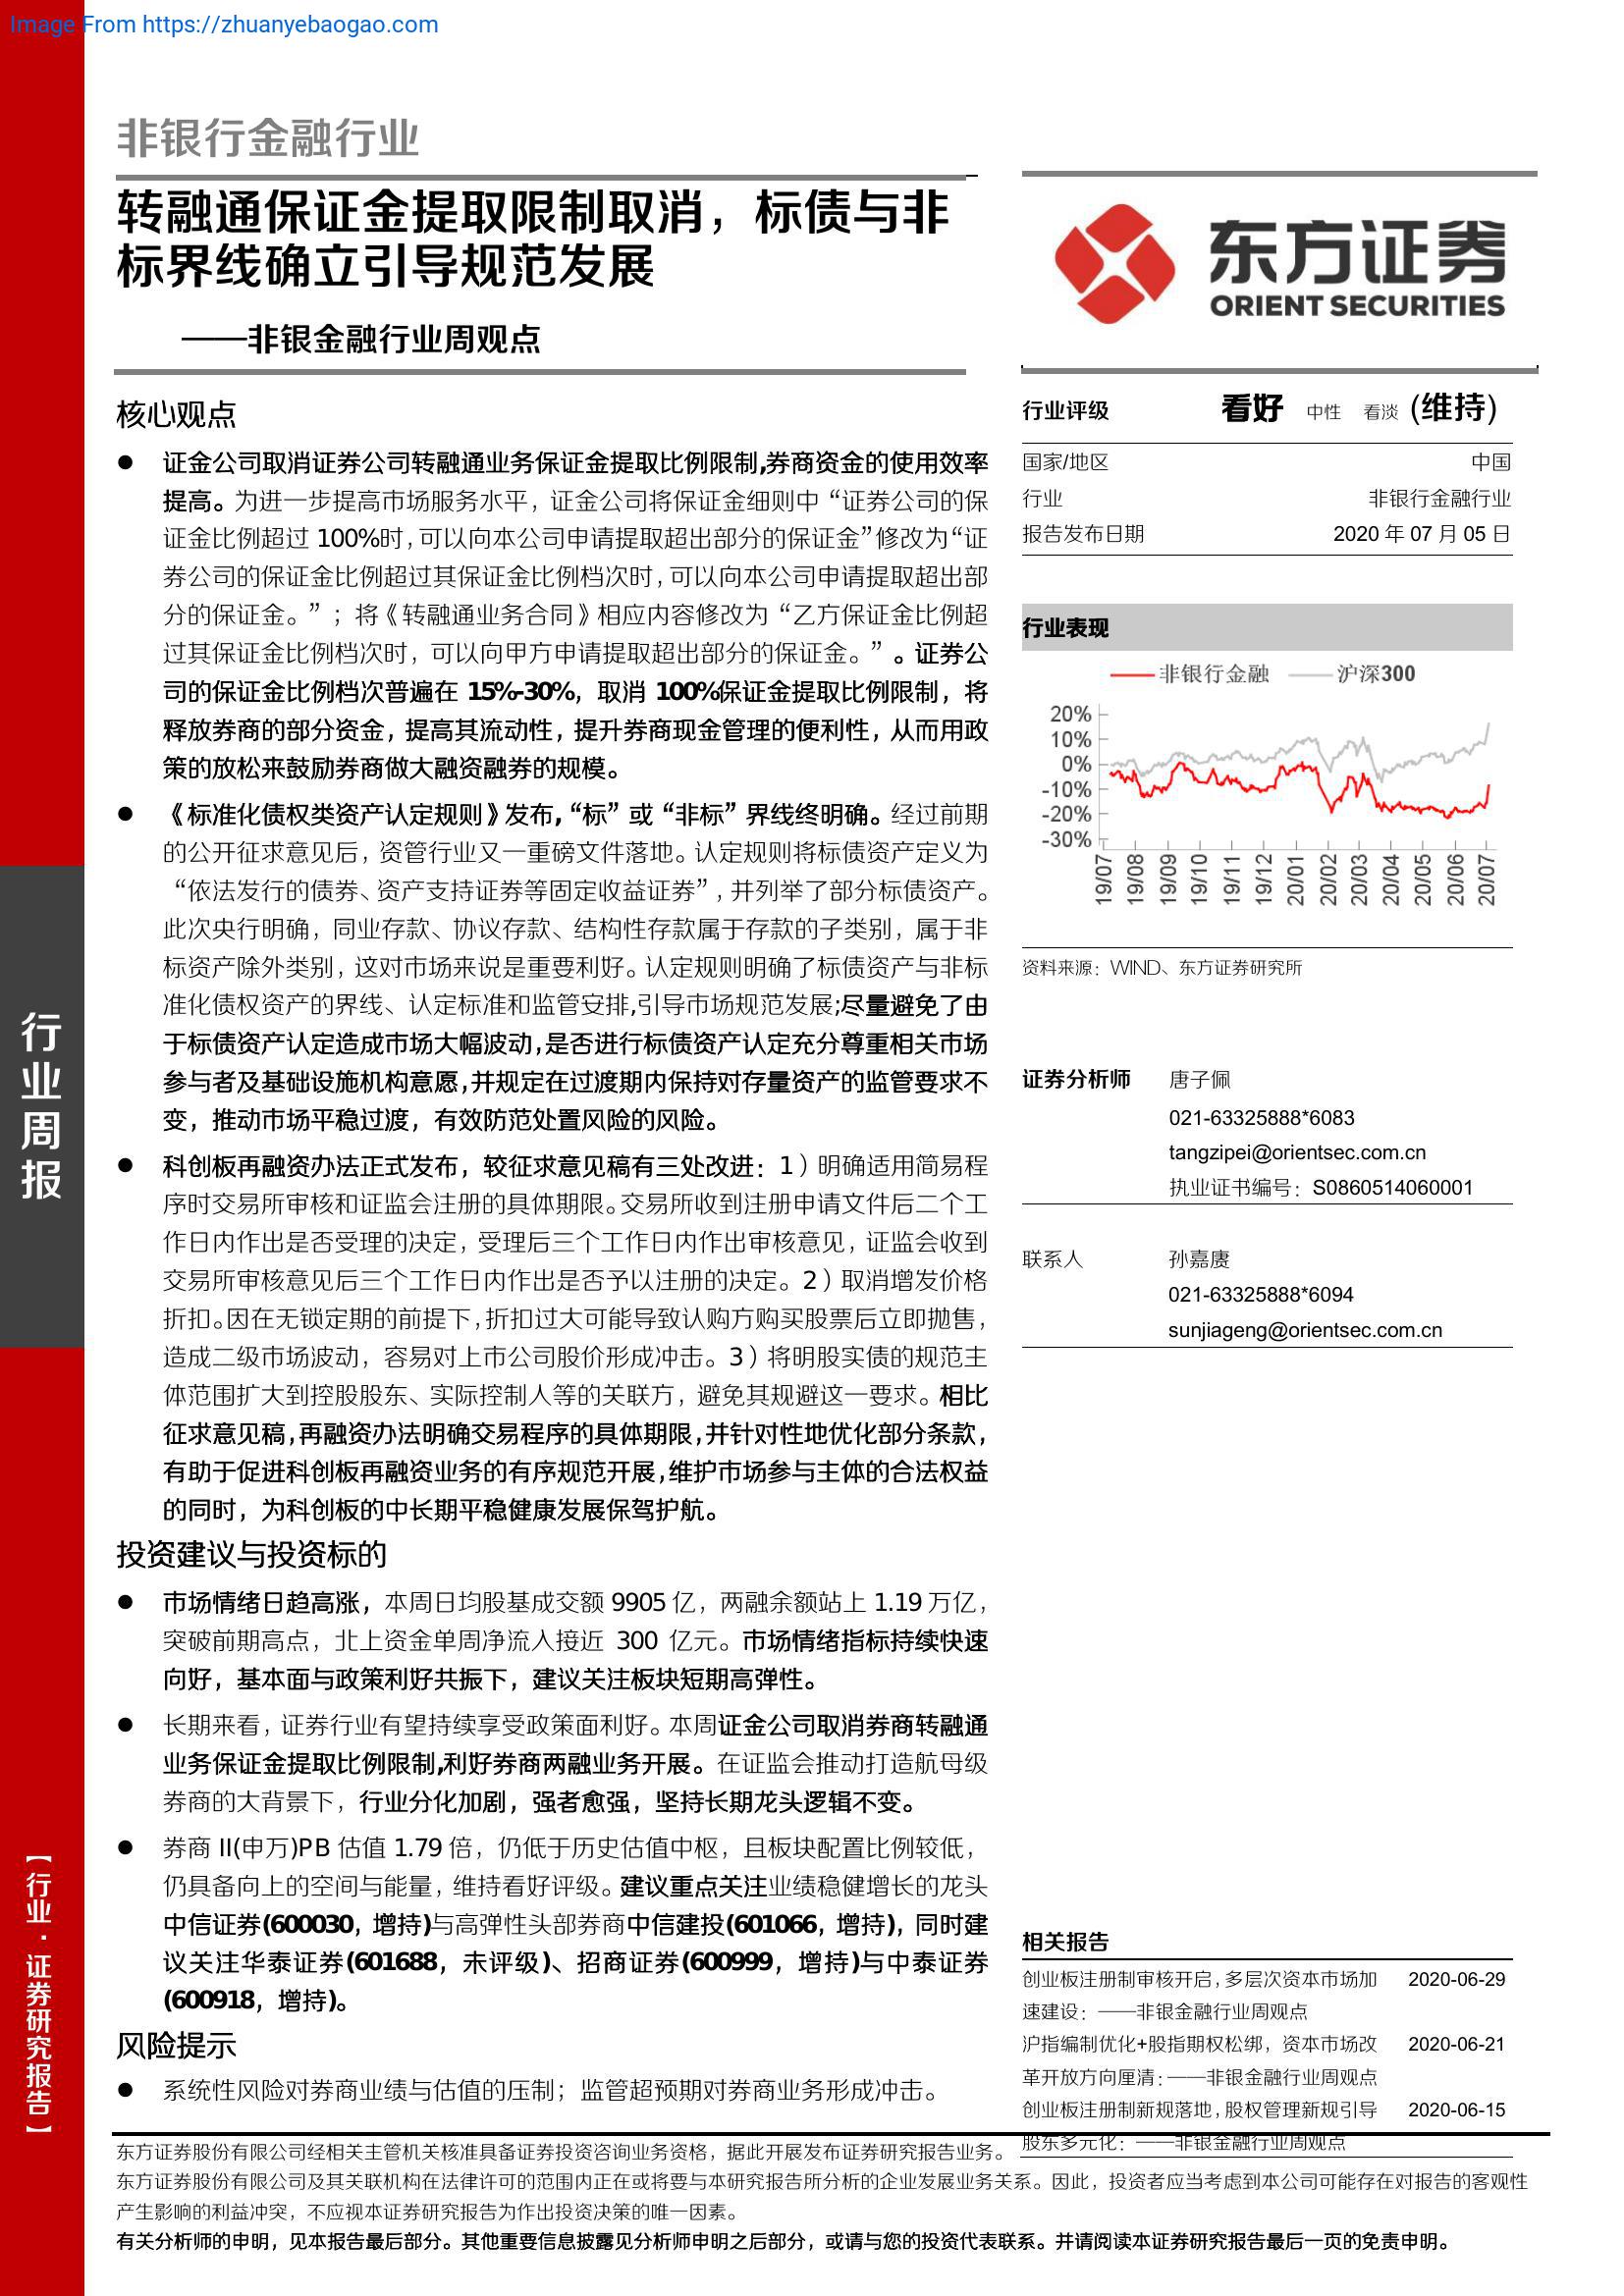 Image From https://zhuanyebaogao.com
非银行金融行业
转融通保证金提取限制取消，标债与非
标界线确立引导规范发展
——非银金融行业周观点
核心观点
● 证金公司取消证券公司转融通业务保证金提取比例限制,券商资金的使用效率
提高。为进一步提高市场服务水平，证金公司将保证金细则中“证券公司的保
证金比例超过 100%时，可以向本公司申请提取超出部分的保证金”修改为“证
券公司的保证金比例超过其保证金比例档次时，可以向本公司申请提取超出部
分的保证金。”；将《转融通业务合同》相应内容修改为“乙方保证金比例超
过其保证金比例档次时，可以向甲方申请提取超出部分的保证金。”。证券公
司的保证金比例档次普遍在 15%-30%，取消 100%保证金提取比例限制，将
释放券商的部分资金，提高其流动性，提升券商现金管理的便利性，从而用政
策的放松来鼓励券商做大融资融券的规模。
● 《标准化债权类资产认定规则》发布，“标”或“非标”界线终明确。经过前期
的公开征求意见后，资管行业又一重磅文件落地。认定规则将标债资产定义为
“依法发行的债券、资产支持证券等固定收益证券”，并列举了部分标债资产。
此次央行明确，同业存款、协议存款、结构性存款属于存款的子类别，属于非
标资产除外类别，这对市场来说是重要利好。认定规则明确了标债资产与非标
准化债权资产的界线、认定标准和监管安排,引导市场规范发展;尽量避免了由
于标债资产认定造成市场大幅波动,是否进行标债资产认定充分尊重相关市场
参与者及基础设施机构意愿,并规定在过渡期内保持对存量资产的监管要求不
变，推动市场平稳过渡，有效防范处置风险的风险。
● 科创板再融资办法正式发布，较征求意见稿有三处改进：1）明确适用简易程
序时交易所审核和证监会注册的具体期限。交易所收到注册申请文件后二个工
作日内作出是否受理的决定，受理后三个工作日内作出审核意见，证监会收到
交易所审核意见后三个工作日内作出是否予以注册的决定。2）取消增发价格
折扣。因在无锁定期的前提下，折扣过大可能导致认购方购买股票后立即抛售，
造成二级市场波动，容易对上市公司股价形成冲击。3）将明股实债的规范主
体范围扩大到控股股东、实际控制人等的关联方，避免其规避这一要求。相比
征求意见稿，再融资办法明确交易程序的具体期限，并针对性地优化部分条款，
有助于促进科创板再融资业务的有序规范开展，维护市场参与主体的合法权益
的同时，为科创板的中长期平稳健康发展保驾护航。
投资建议与投资标的
● 市场情绪日趋高涨，本周日均股基成交额 9905 亿，两融余额站上 1.19 万亿，
突破前期高点，北上资金单周净流入接近 300 亿元。市场情绪指标持续快速
向好，基本面与政策利好共振下，建议关注板块短期高弹性。
● 长期来看，证券行业有望持续享受政策面利好。本周证金公司取消券商转融通
业务保证金提取比例限制,利好券商两融业务开展。在证监会推动打造航母级
券商的大背景下，行业分化加剧，强者愈强，坚持长期龙头逻辑不变。
● 券商 II(申万)PB 估值 1.79 倍，仍低于历史估值中枢，且板块配置比例较低，
仍具备向上的空间与能量，维持看好评级。建议重点关注业绩稳健增长的龙头
中信证券(600030，增持)与高弹性头部券商中信建投(601066，增持)，同时建
议关注华泰证券(601688，未评级)、招商证券(600999，增持)与中泰证券
(600918，增持)。
风险提示
● 系统性风险对券商业绩与估值的压制；监管超预期对券商业务形成冲击。
东方证券
ORIENT SECURITIES
行业评级 看好 中性 看淡 (维持)
国家/地区 中国
行业 非银行金融行业
报告发布日期 2020 年 07 月 05 日
行业表现
非银行金融 沪深300
20%
10%
0%
-10%
-20%
-30%
19/07 19/08 19/09 19/10 19/11 19/12 20/01 20/02 20/03 20/04 20/05 20/06 20/07
资料来源：WIND、东方证券研究所
证券分析师 唐子佩
021-63325888*6083
tangzipei@orientsec.com.cn
执业证书编号：S0860514060001
联系人 孙嘉赓
021-63325888*6094
sunjiageng@orientsec.com.cn
相关报告
创业板注册制审核开启，多层次资本市场加 2020-06-29
速建设：——非银金融行业周观点
沪指编制优化+股指期权松绑，资本市场改 2020-06-21
革开放方向厘清：——非银金融行业周观点
创业板注册制新规落地，股权管理新规引导 2020-06-15
股东多元化：——非银金融行业周观点
行业周报
【行业·证券研究报告】
东方证券股份有限公司经相关主管机关核准具备证券投资咨询业务资格，据此开展发布证券研究报告业务。
东方证券股份有限公司及其关联机构在法律许可的范围内正在或将要与本研究报告所分析的企业发展业务关系。因此，投资者应当考虑到本公司可能存在对报告的客观性
产生影响的利益冲突，不应视本证券研究报告为作出投资决策的唯一因素。
有关分析师的申明，见本报告最后部分。其他重要信息披露见分析师申明之后部分，或请与您的投资代表联系。并请阅读本证券研究报告最后一页的免责申明。